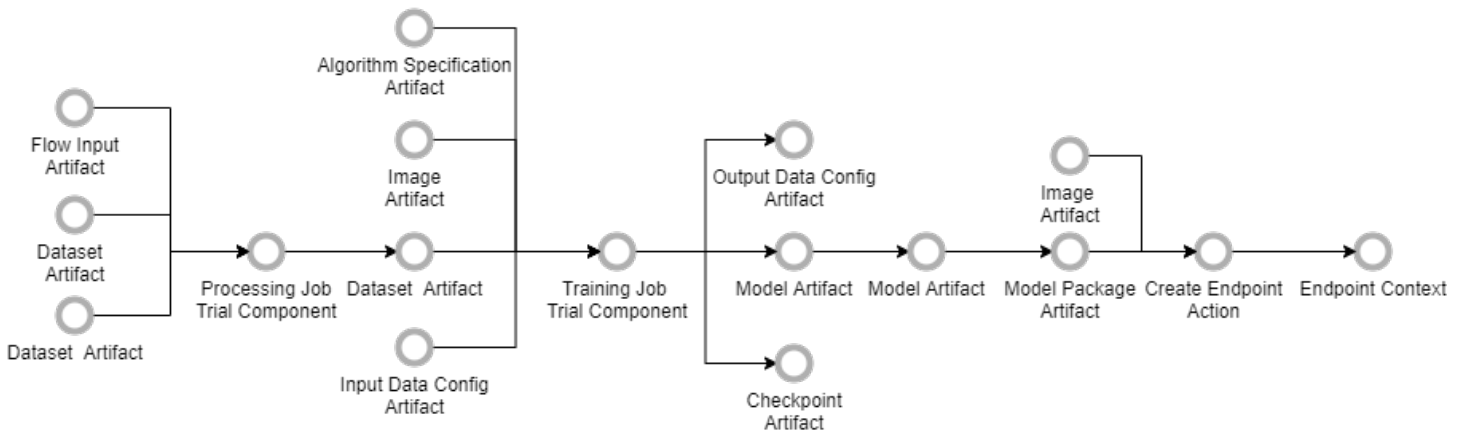 Flow Input
Artifact
Dataset
Artifact
Dataset Artifact
Processing Job
Trial Component
Algorithm Specification
Artifact
Image
Artifact
Dataset Artifact
Input Data Config
Artifact
Training Job
Trial Component
Output Data Config
Artifact
Model Artifact
Checkpoint
Artifact
Model Artifact
Image
Artifact
Model Package
Artifact
Create Endpoint
Action
Endpoint Context